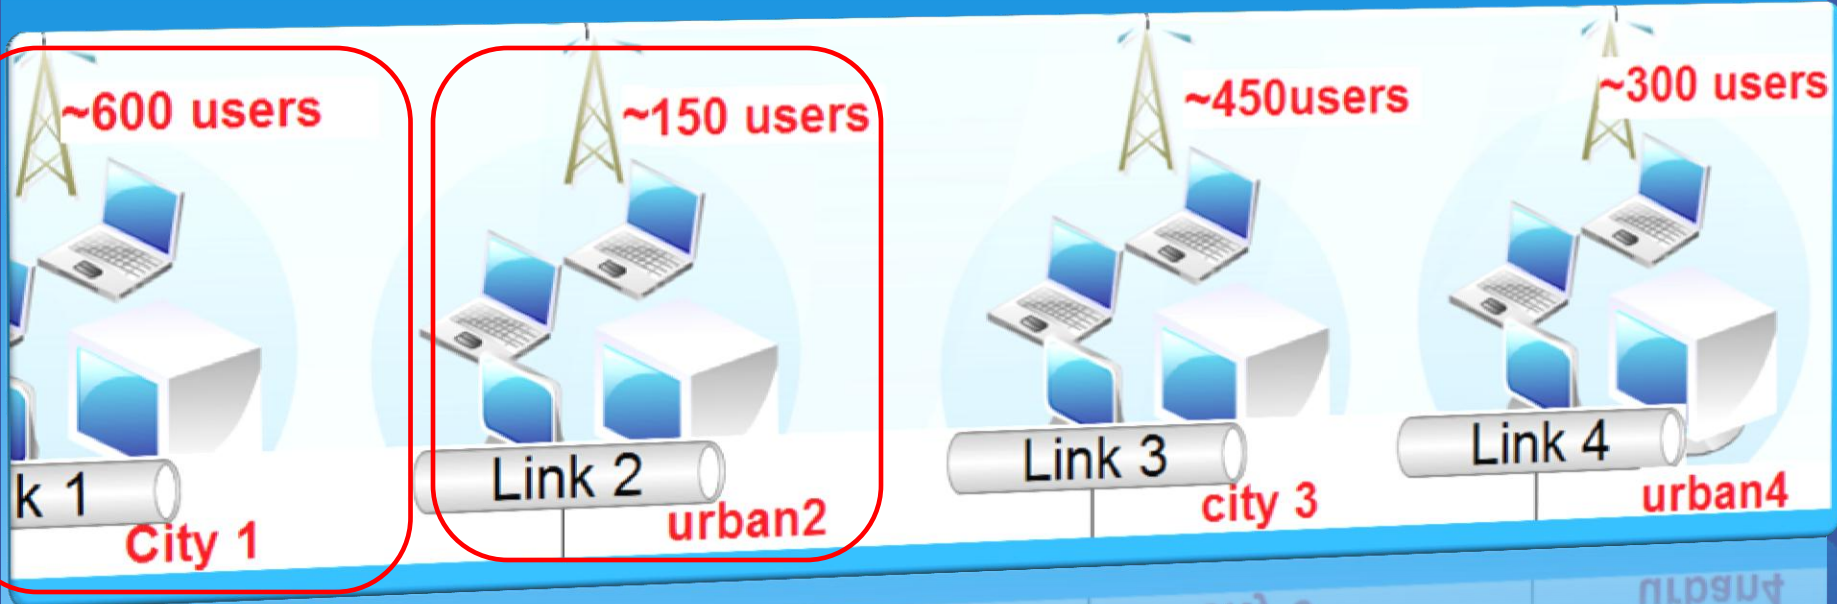 ~600 users
~150 users
~450users
~300 users
k 1
Link 2
Link 3
Link 4
City 1
urban2
city 3
urban4
urban4